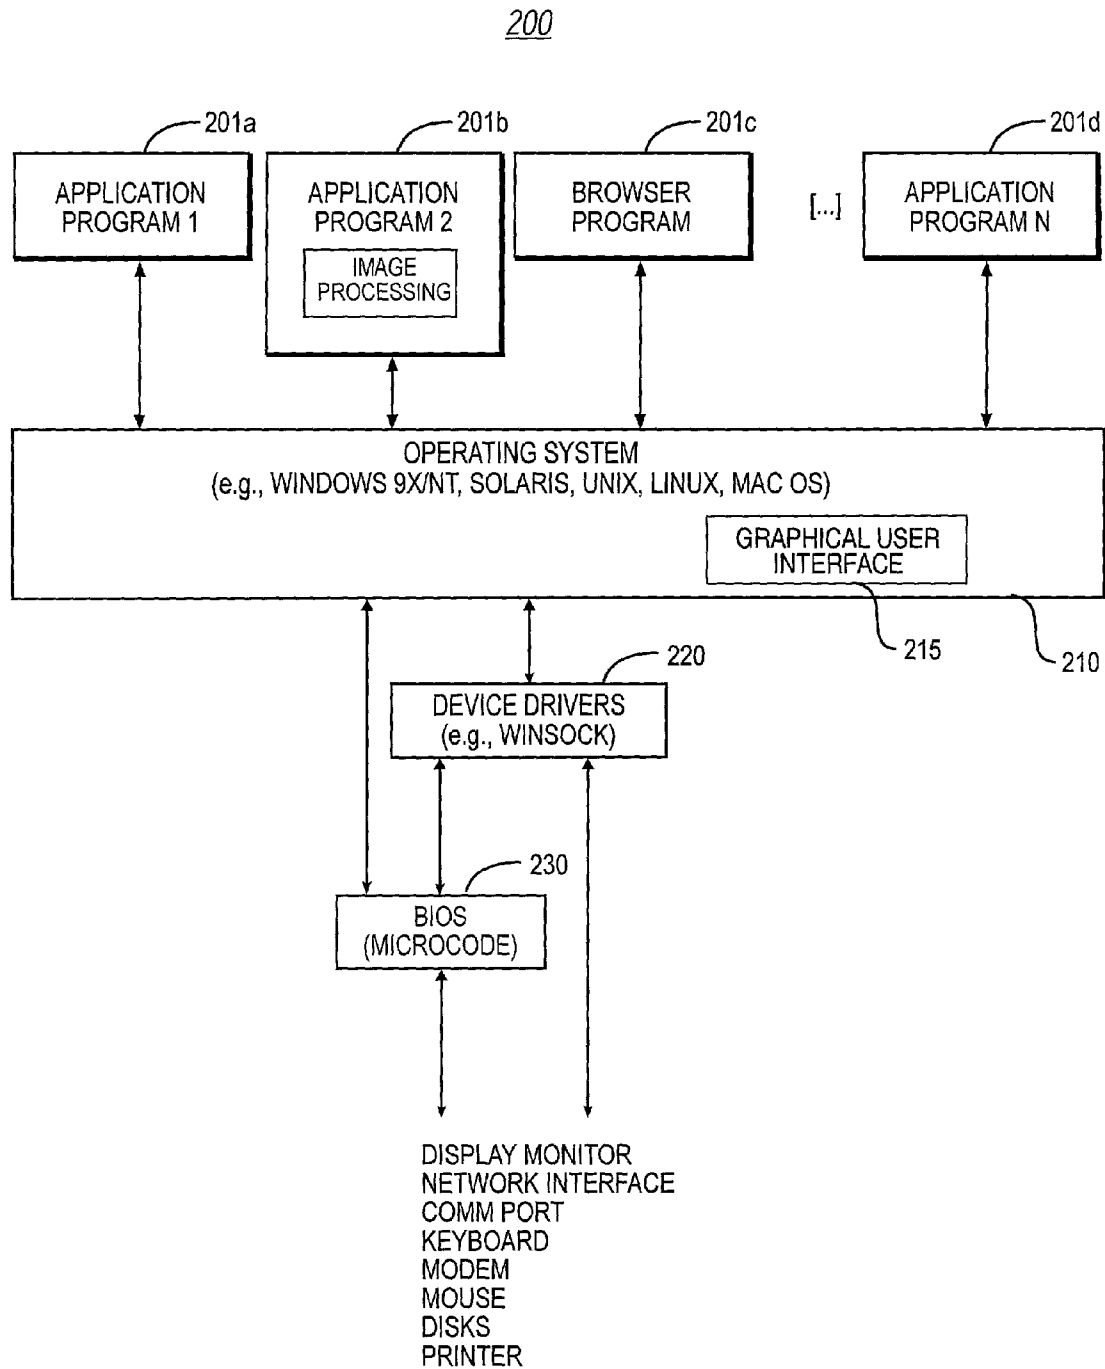 200
201a
201b
201c
201d
APPLICATION
PROGRAM 1
APPLICATION
PROGRAM 2
IMAGE
PROCESSING
BROWSER
PROGRAM
[...]
APPLICATION
PROGRAM N
OPERATING SYSTEM
(e.g., WINDOWS 9X/NT, SOLARIS, UNIX, LINUX, MAC OS)
GRAPHICAL USER
INTERFACE
215
210
220
DEVICE DRIVERS
(e.g., WINSOCK)
230
BIOS
(MICROCODE)
DISPLAY MONITOR
NETWORK INTERFACE
COMM PORT
KEYBOARD
MODEM
MOUSE
DISKS
PRINTER